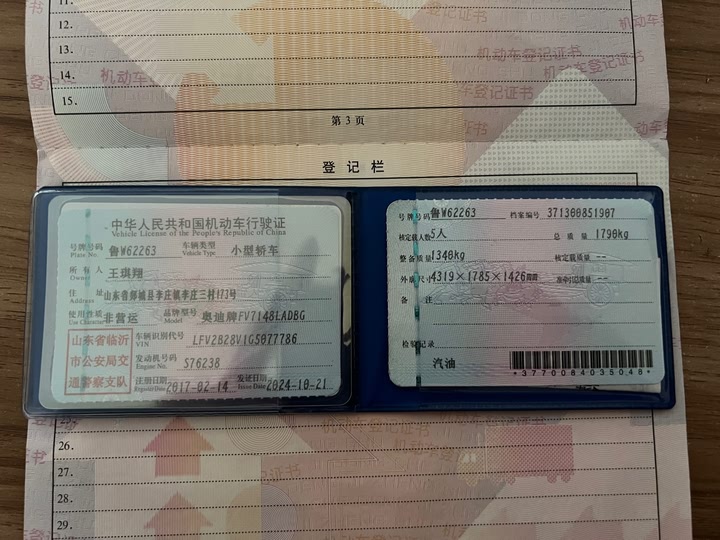 11.
12.
13.
14.
15.
机动车登记证书
第 3 页
登 记 栏
中华人民共和国机动车行驶证
Vehicle License of the People's Republic of China
号牌号码 鲁W62263 车辆类型 小型轿车
Plate No. Vehicle Type
所 有 人 王琪翔
Owner
住 址 山东省郯城县李庄镇李庄三村173号
Address
使用性质 非营运 品牌型号 奥迪牌FV7148LADBG
Use Character Model
山东省临沂
市公安局交
通警察支队
车辆识别代号 LFV2B28V1G5077786
VIN
发动机号码 S76238
Engine No.
注册日期 2017-02-14 发证日期 2024-10-21
Register Date Issue Date
号牌号码 鲁W62263 档案编号 371300851907
核定载人数 5人 总 质 量 1790kg
整备质量 1340kg 核定载质量 --
外廓尺寸 4319×1785×1426mm 准牵引总质量 --
备 注
检验记录
汽油
*3770084035048*
26.
27.
28.
29.